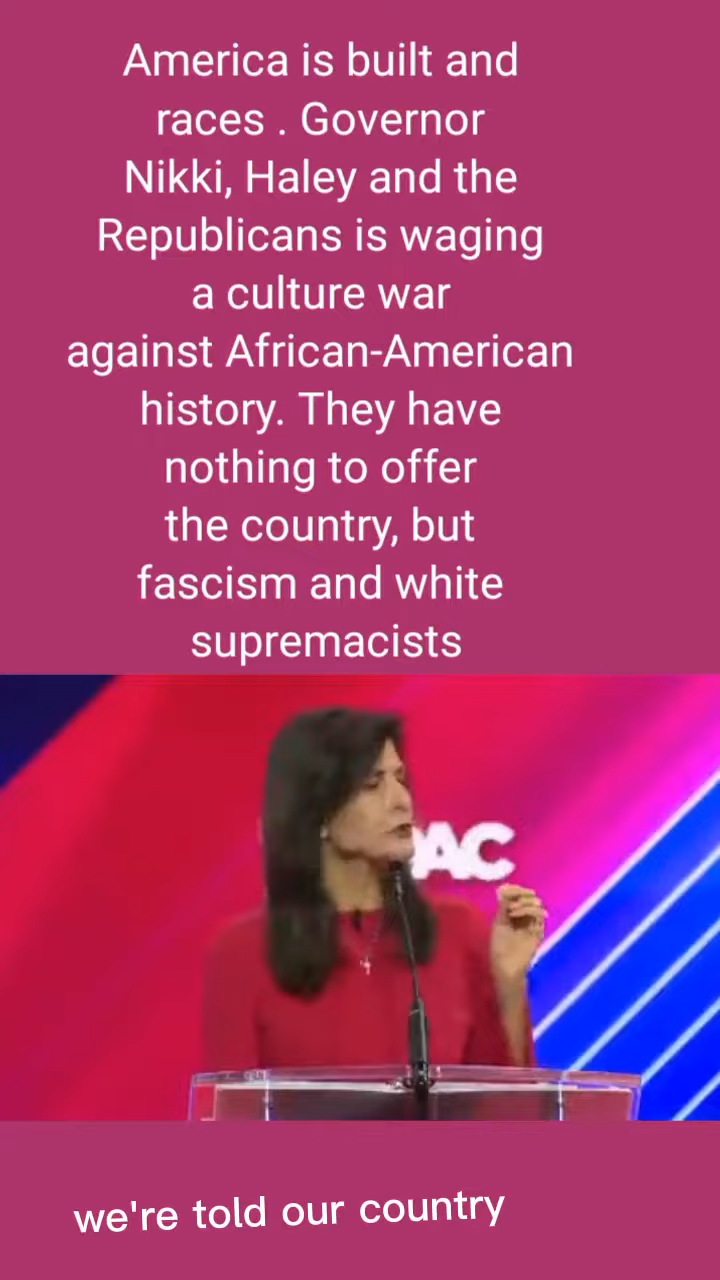 America is built and
races . Governor
Nikki, Haley and the
Republicans is waging
a culture war
against African-American
history. They have
nothing to offer
the country, but
fascism and white
supremacists
AC
we're told our country